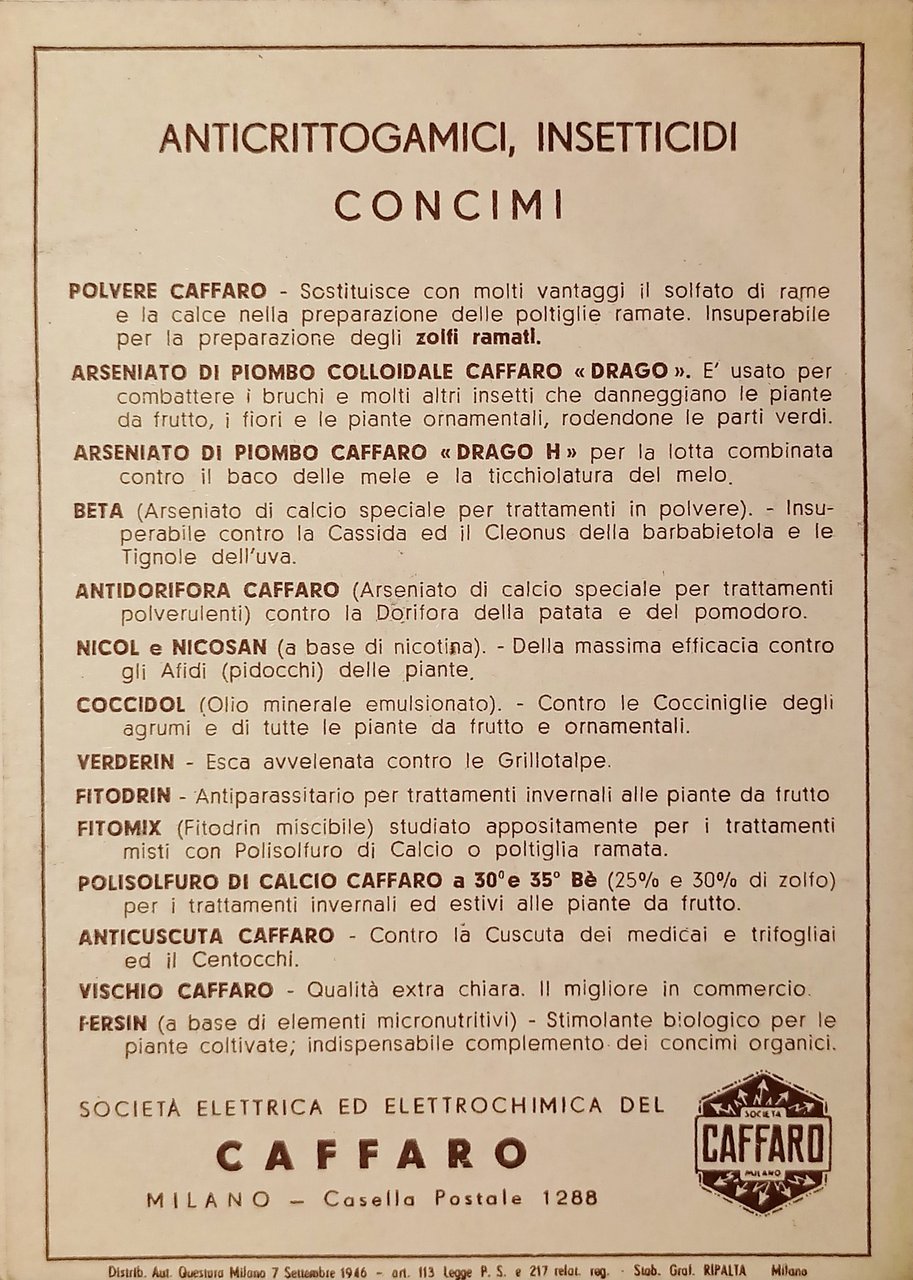 ANTICRITTOGAMICI, INSETTICIDI
CONCIMI
POLVERE CAFFARO - Sostituisce con molti vantaggi il solfato di rame
e la calce nella preparazione delle poltiglie ramate. Insuperabile
per la preparazione degli zolfi ramati.
ARSENIATO DI PIOMBO COLLOIDALE CAFFARO « DRAGO ». E' usato per
combattere i bruchi e molti altri insetti che danneggiano le piante
da frutto, i fiori e le piante ornamentali, rodendone le parti verdi.
ARSENIATO DI PIOMBO CAFFARO « DRAGO H » per la lotta combinata
contro il baco delle mele e la ticchiolatura del melo.
BETA (Arseniato di calcio speciale per trattamenti in polvere). - Insu-
perabile contro la Cassida ed il Cleonus della barbabietola e le
Tignole dell'uva.
ANTIDORIFORA CAFFARO (Arseniato di calcio speciale per trattamenti
polverulenti) contro la Dorifora della patata e del pomodoro.
NICOL e NICOSAN (a base di nicotina). - Della massima efficacia contro
gli Afidi (pidocchi) delle piante.
COCCIDOL (Olio minerale emulsionato). - Contro le Cocciniglie degli
agrumi e di tutte le piante da frutto e ornamentali.
VERDERIN - Esca avvelenata contro le Grillotalpe.
FITODRIN - Antiparassitario per trattamenti invernali alle piante da frutto
FITOMIX (Fitodrin miscibile) studiato appositamente per i trattamenti
misti con Polisolfuro di Calcio o poltiglia ramata.
POLISOLFURO DI CALCIO CAFFARO a 30° e 35° Bè (25% e 30% di zolfo)
per i trattamenti invernali ed estivi alle piante da frutto.
ANTICUSCUTA CAFFARO - Contro la Cuscuta dei medicai e trifogliai
ed il Centocchi.
VISCHIO CAFFARO - Qualità extra chiara. Il migliore in commercio.
FERSIN (a base di elementi micronutritivi) - Stimolante biologico per le
piante coltivate; indispensabile complemento dei concimi organici.
SOCIETÀ ELETTRICA ED ELETTROCHIMICA DEL
CAFFARO
MILANO - Casella Postale 1288
SOCIETÀ
CAFFARO
MILANO
Distrib. Aut. Questura Milano 7 Settembre 1946 - art. 113 Legge P. S. e 217 relat. reg. - Stab. Graf. RIPALTA Milano